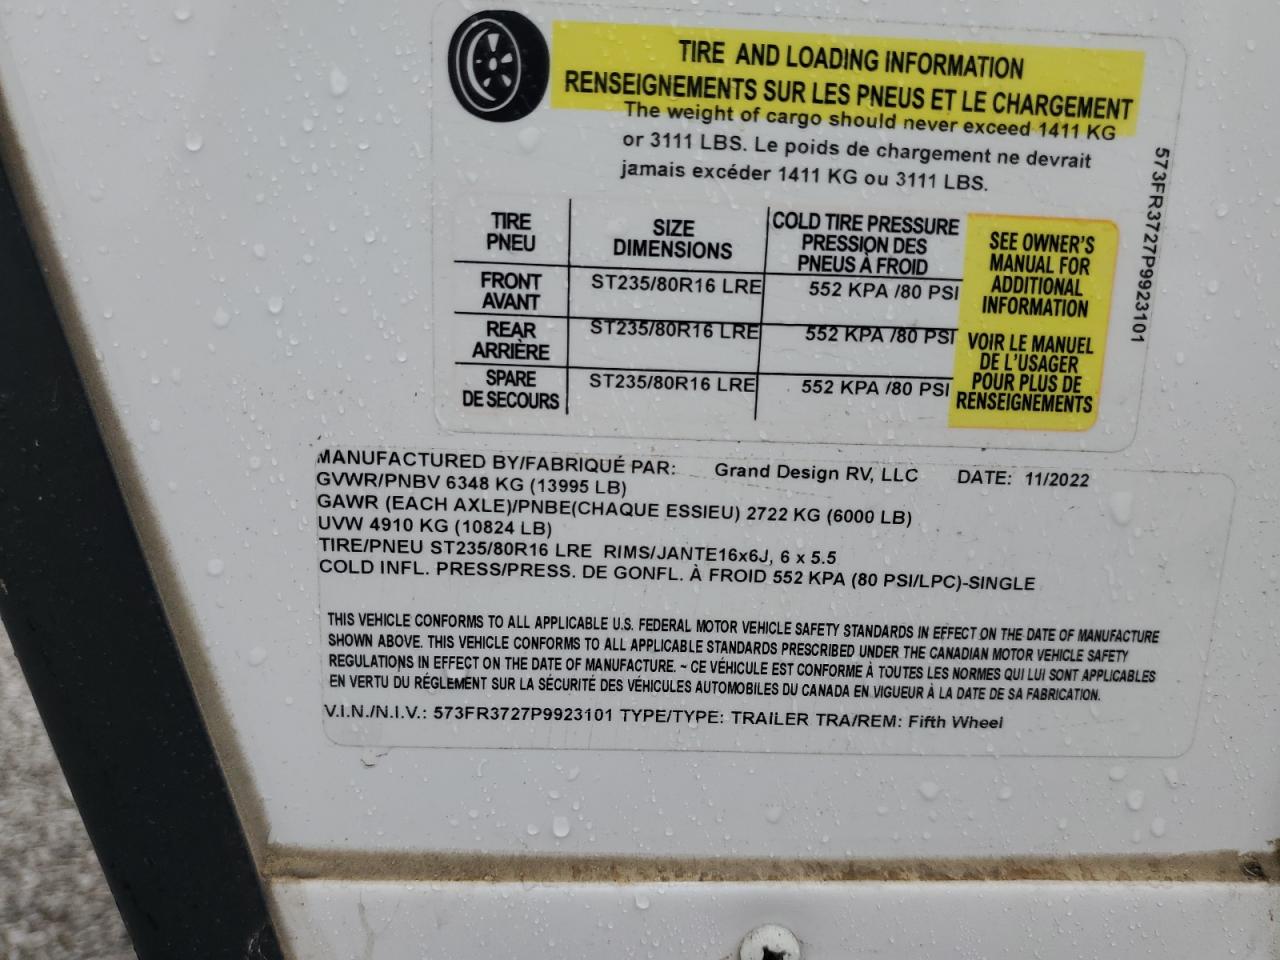 TIRE AND LOADING INFORMATION
RENSEIGNEMENTS SUR LES PNEUS ET LE CHARGEMENT
The weight of cargo should never exceed 1411 KG
or 3111 LBS. Le poids de chargement ne devrait
jamais excéder 1411 KG ou 3111 LBS.
TIRE
PNEU
SIZE
DIMENSIONS
COLD TIRE PRESSURE
PRESSION DES
PNEUS À FROID
FRONT
AVANT
ST235/80R16 LRE
552 KPA /80 PSI
REAR
ARRIÈRE
ST235/80R16 LRE
552 KPA /80 PSI
SPARE
DE SECOURS
ST235/80R16 LRE
552 KPA /80 PSI
SEE OWNER'S
MANUAL FOR
ADDITIONAL
INFORMATION
VOIR LE MANUEL
DE L'USAGER
POUR PLUS DE
RENSEIGNEMENTS
573FR3727P9923101
MANUFACTURED BY/FABRIQUÉ PAR: Grand Design RV, LLC DATE: 11/2022
GVWR/PNBV 6348 KG (13995 LB)
GAWR (EACH AXLE)/PNBE(CHAQUE ESSIEU) 2722 KG (6000 LB)
UVW 4910 KG (10824 LB)
TIRE/PNEU ST235/80R16 LRE RIMS/JANTE16x6J, 6 x 5.5
COLD INFL. PRESS/PRESS. DE GONFL. À FROID 552 KPA (80 PSI/LPC)-SINGLE
THIS VEHICLE CONFORMS TO ALL APPLICABLE U.S. FEDERAL MOTOR VEHICLE SAFETY STANDARDS IN EFFECT ON THE DATE OF MANUFACTURE
SHOWN ABOVE. THIS VEHICLE CONFORMS TO ALL APPLICABLE STANDARDS PRESCRIBED UNDER THE CANADIAN MOTOR VEHICLE SAFETY
REGULATIONS IN EFFECT ON THE DATE OF MANUFACTURE. ~ CE VÉHICULE EST CONFORME À TOUTES LES NORMES QUI LUI SONT APPLICABLES
EN VERTU DU RÉGLEMENT SUR LA SÉCURITÉ DES VÉHICULES AUTOMOBILES DU CANADA EN VIGUEUR À LA DATE DE SA FABRICATION.
V.I.N./N.I.V.: 573FR3727P9923101 TYPE/TYPE: TRAILER TRA/REM: Fifth Wheel